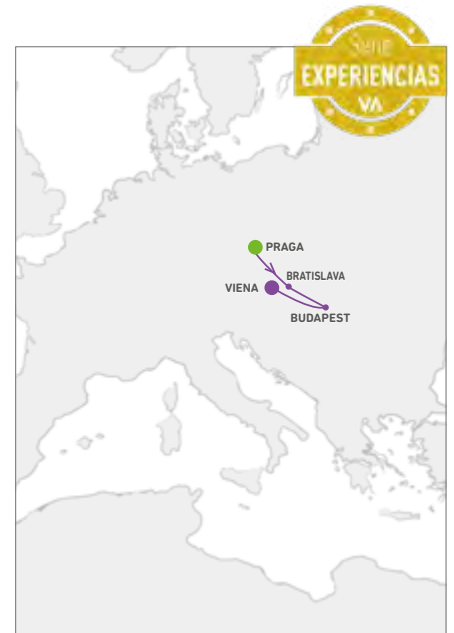 Serie
EXPERIENCIAS
VA
PRAGA
BRATISLAVA
VIENA
BUDAPEST